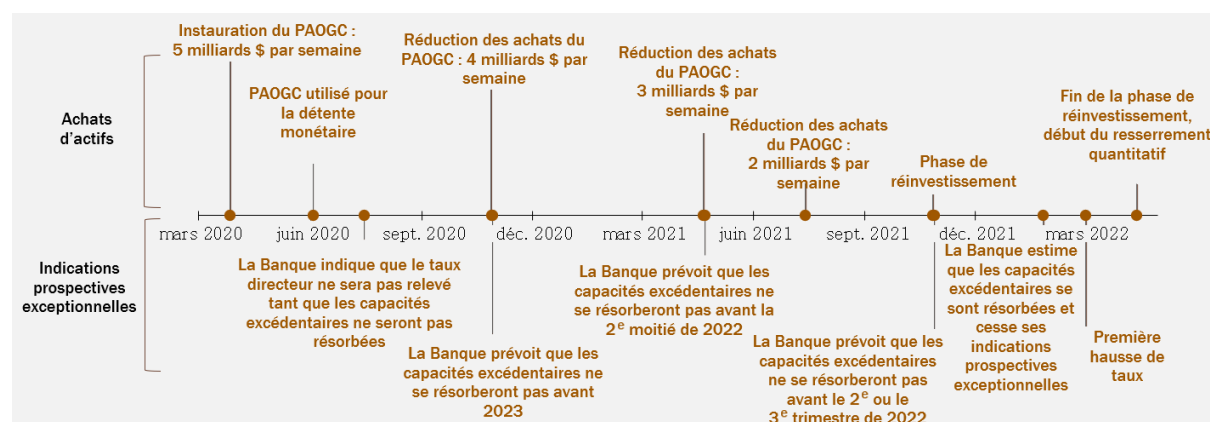 Instauration du PAOGC :
5 milliards $ par semaine
Réduction des achats du
PAOGC : 4 milliards $ par
semaine
Réduction des achats
du PAOGC :
3 milliards $ par
semaine
PAOGC utilisé pour
la détente
monétaire
Fin de la phase de
réinvestissement,
début du resserrement
quantitatif
Achats
d’actifs
Réduction des achats
du PAOGC :
2 milliards $ par
semaine
Phase de
réinvestissement
mars 2020
juin 2020
sept. 2020
déc. 2020
mars 2021
juin 2021
sept. 2021
déc. 2021
mars 2022
Indications
prospectives
exceptionnelles
La Banque indique que le taux
directeur ne sera pas relevé
tant que les capacités
excédentaires ne seront pas
résorbées
La Banque prévoit que les
capacités excédentaires ne
se résorberont pas avant
2023
La Banque prévoit que les
capacités excédentaires ne
se résorberont pas avant la
2e moitié de 2022
La Banque prévoit que les
capacités excédentaires
ne se résorberont pas
avant le 2e ou le
3e trimestre de 2022
La Banque estime
que les capacités
excédentaires se
sont résorbées et
cesse ses
indications
prospectives
exceptionnelles
Première
hausse de
taux